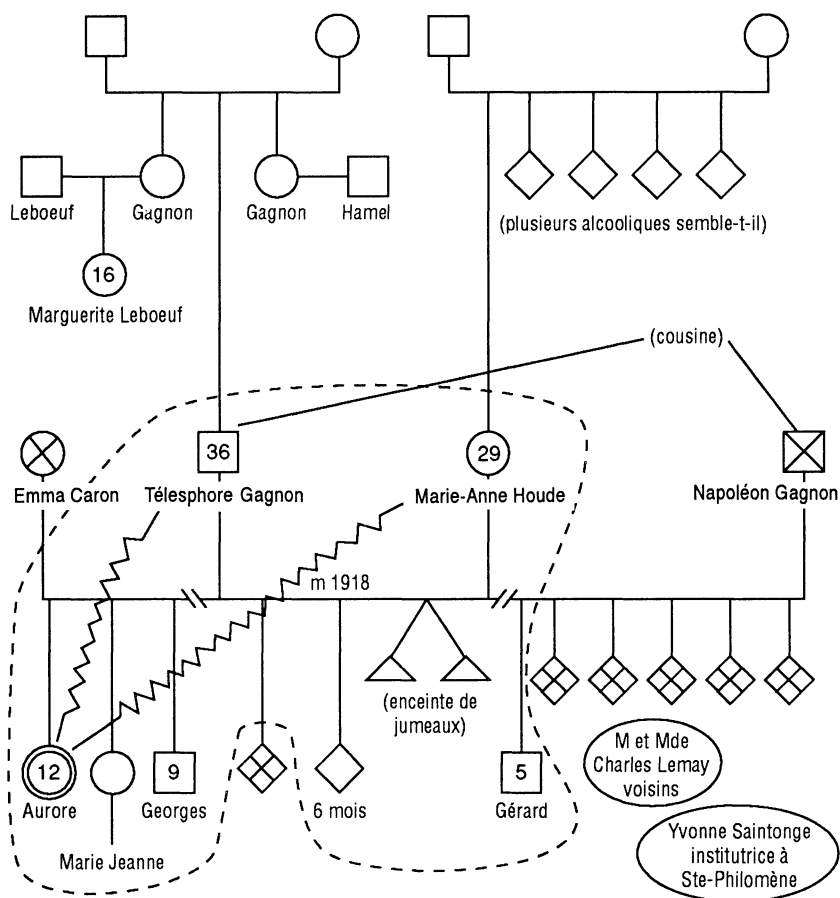 Leboeuf
Gagnon
Gagnon
Hamel
(plusieurs alcooliques semble-t-il)
16
Marguerite Leboeuf
(cousine)
36
29
Emma Caron
Télesphore Gagnon
Marie-Anne Houde
Napoléon Gagnon
m 1918
(enceinte de
jumeaux)
12
9
5
Aurore
Georges
6 mois
Gérard
Marie Jeanne
M et Mde
Charles Lemay
voisins
Yvonne Saintonge
institutrice à
Ste-Philomène